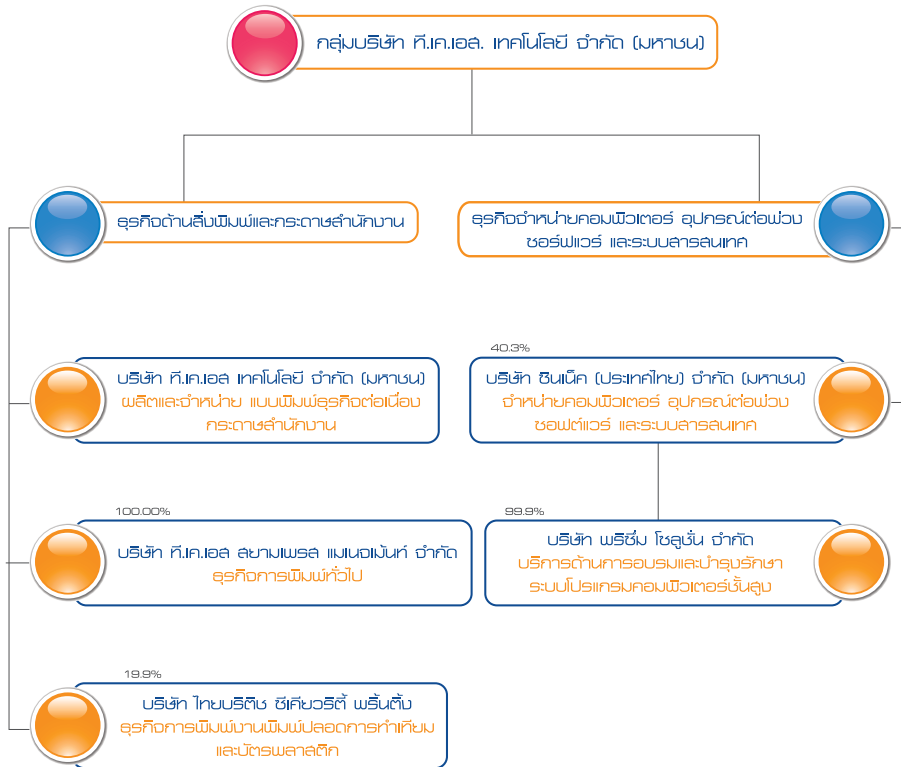 กลุ่มบริษัท ที.เค.เอส. เทคโนโลยี จำกัด (มหาชน)
ธุรกิจด้านสิ่งพิมพ์และกระดาษสำนักงาน
ธุรกิจจำหน่ายคอมพิวเตอร์ อุปกรณ์ต่อพ่วง
ซอร์ฟแวร์ และระบบสารสนเทศ
บริษัท ที.เค.เอส เทคโนโลยี จำกัด (มหาชน)
ผลิตและจำหน่าย แบบพิมพ์ธุรกิจต่อเนื่อง
กระดาษสำนักงาน
40.3%
บริษัท ซินเน็ค (ประเทศไทย) จำกัด (มหาชน)
จำหน่ายคอมพิวเตอร์ อุปกรณ์ต่อพ่วง
ซอฟต์แวร์ และระบบสารสนเทศ
100.00%
บริษัท ที.เค.เอส สยามเพรส แมเนจเม้นท์ จำกัด
ธุรกิจการพิมพ์ทั่วไป
99.9%
บริษัท พริซึ่ม โซลูชั่น จำกัด
บริการด้านการอบรมและบำรุงรักษา
ระบบโปรแกรมคอมพิวเตอร์ชั้นสูง
19.9%
บริษัท ไทยบริติช ซีเคียวริตี้ พริ้นติ้ง
ธุรกิจการพิมพ์งานพิมพ์ปลอดการทำเทียม
และบัตรพลาสติก